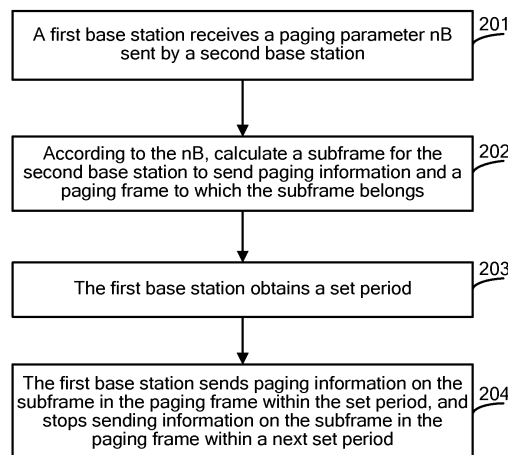 201
A first base station receives a paging parameter nB
sent by a second base station
202
According to the nB, calculate a subframe for the
second base station to send paging information and a
paging frame to which the subframe belongs
203
The first base station obtains a set period
204
The first base station sends paging information on the
subframe in the paging frame within the set period, and
stops sending information on the subframe in the
paging frame within a next set period